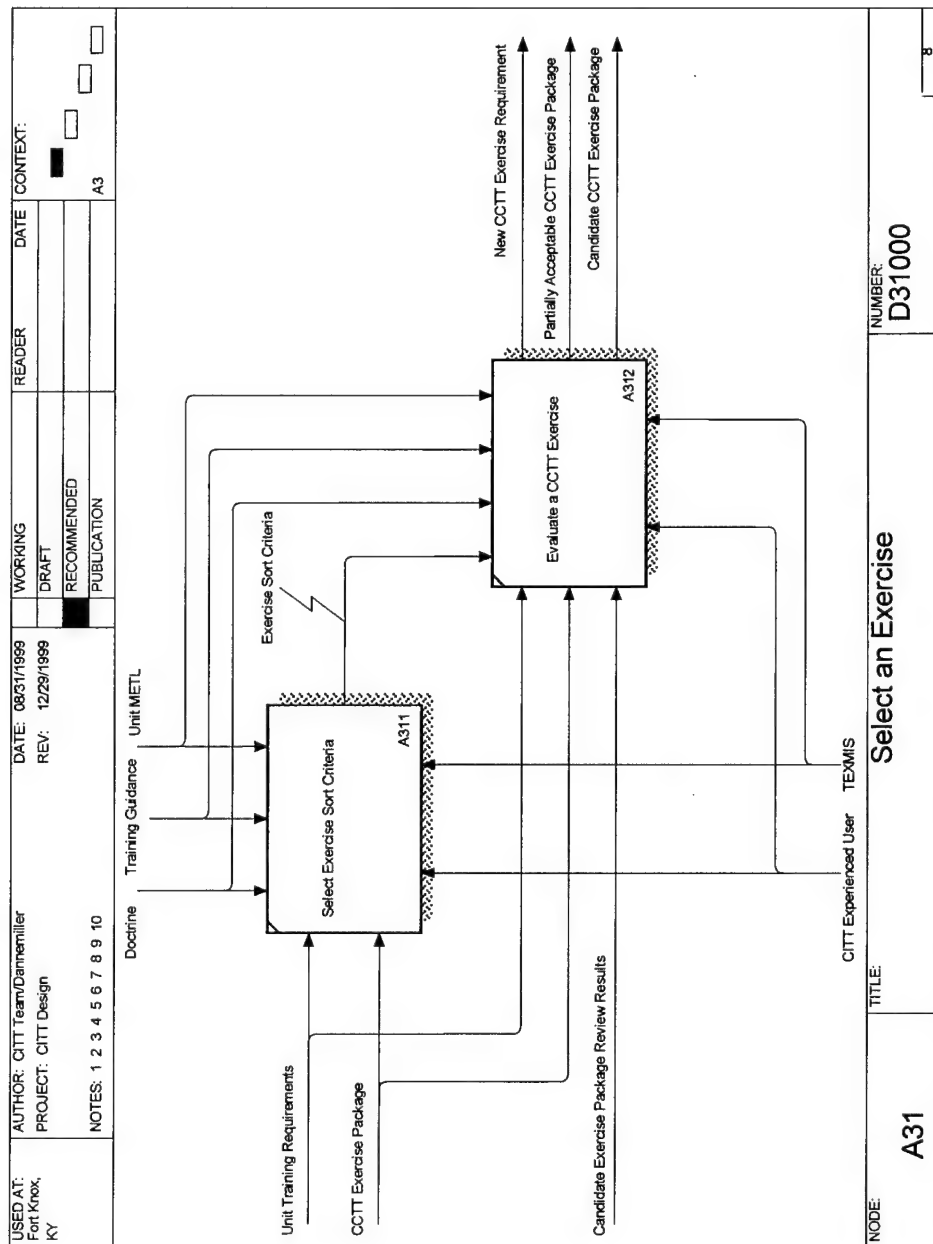 USED AT:
Fort Knox,
KY
AUTHOR: CITT Team/Dannemiller
PROJECT: CITT Design
NOTES: 1 2 3 4 5 6 7 8 9 10
DATE: 08/31/1999
REV: 12/29/1999
WORKING
DRAFT
RECOMMENDED
PUBLICATION
READER
DATE
CONTEXT:
A3
Doctrine
Training Guidance
Unit METL
Unit Training Requirements
CCTT Exercise Package
Select Exercise Sort Criteria
A311
Exercise Sort Criteria
Candidate Exercise Package Review Results
Evaluate a CCTT Exercise
A312
New CCTT Exercise Requirement
Partially Acceptable CCTT Exercise Package
Candidate CCTT Exercise Package
CITT Experienced User
TEXMIS
NODE:
A31
TITLE:
Select an Exercise
NUMBER:
D31000
8